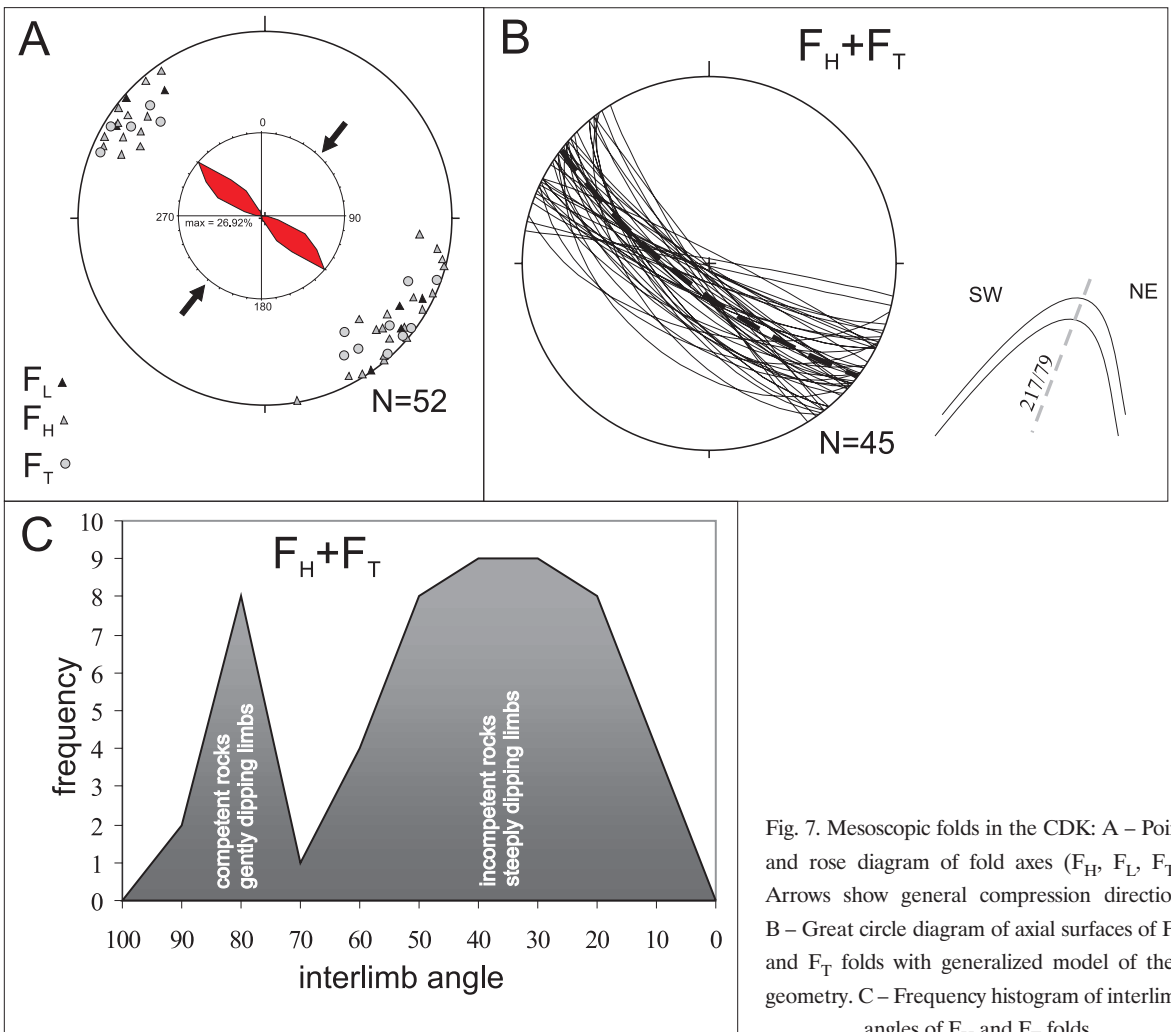 A
0
270
90
max = 26.92%
180
F_L
F_H
F_T
N=52
B
F_H+F_T
SW
NE
217/79
N=45
C
F_H+F_T
10
9
8
7
6
5
4
3
2
1
0
frequency
competent rocks
gently dipping limbs
incompetent rocks
steeply dipping limbs
100 90 80 70 60 50 40 30 20 10 0
interlimb angle
Fig. 7. Mesoscopic folds in the CDK: A – Poi
and rose diagram of fold axes (F_H, F_L, F_T
Arrows show general compression directio
B – Great circle diagram of axial surfaces of F
and F_T folds with generalized model of the
geometry. C – Frequency histogram of interlim
angles of F_H and F_T folds